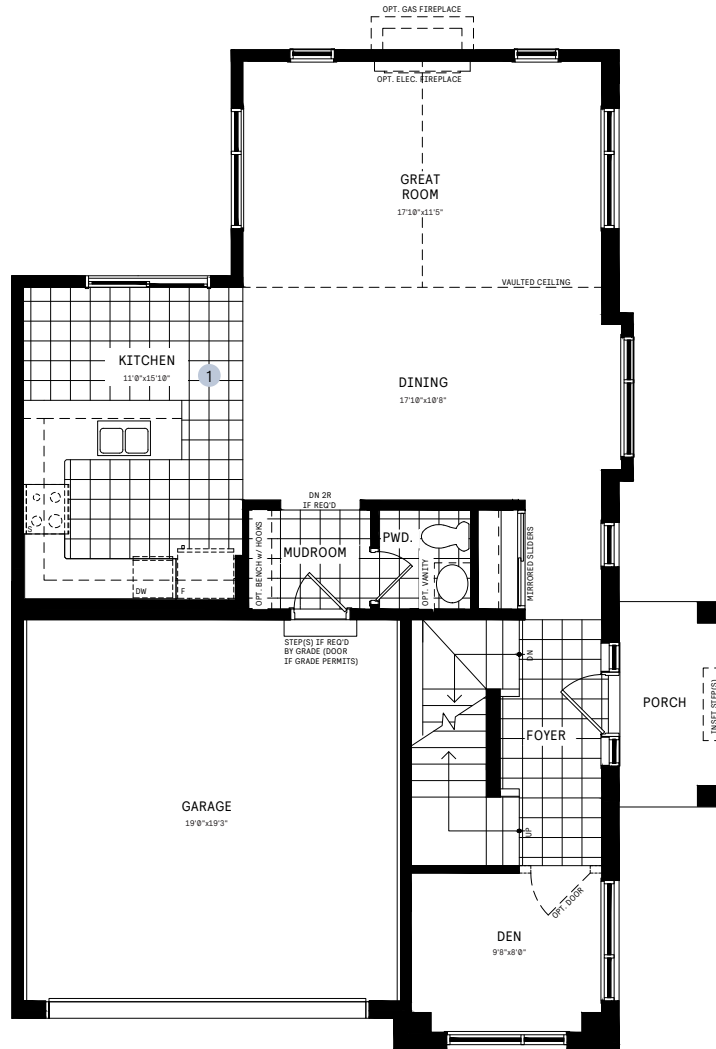 OPT. GAS FIREPLACE
OPT. ELEC. FIREPLACE
GREAT
ROOM
17'10"x11'5"
VAULTED CEILING
KITCHEN
11'0"x15'10"
1
DINING
17'10"x10'8"
DN 2R
IF REQ'D
OPT. BENCH w/ HOOKS
MUDROOM
PWD.
OPT. VANITY
MIRRORED SLIDERS
S
DW
F
STEP(S) IF REQ'D
BY GRADE (DOOR
IF GRADE PERMITS)
DN
FOYER
PORCH
INSET STEP(S)
GARAGE
19'0"x19'3"
UP
OPT. DOOR
DEN
9'8"x8'0"